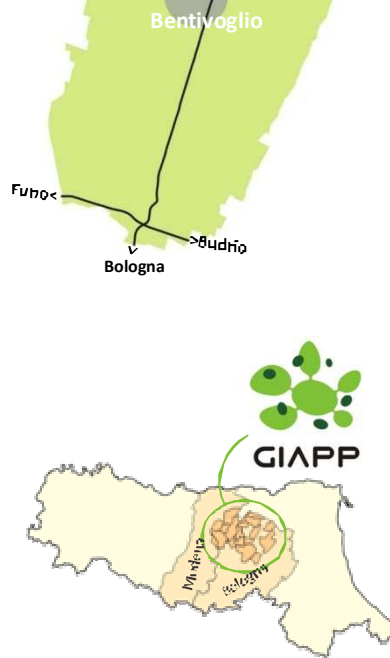 Bentivoglio
Funo<
>Budrio
Bologna
GIAPP
Modena
Bologna